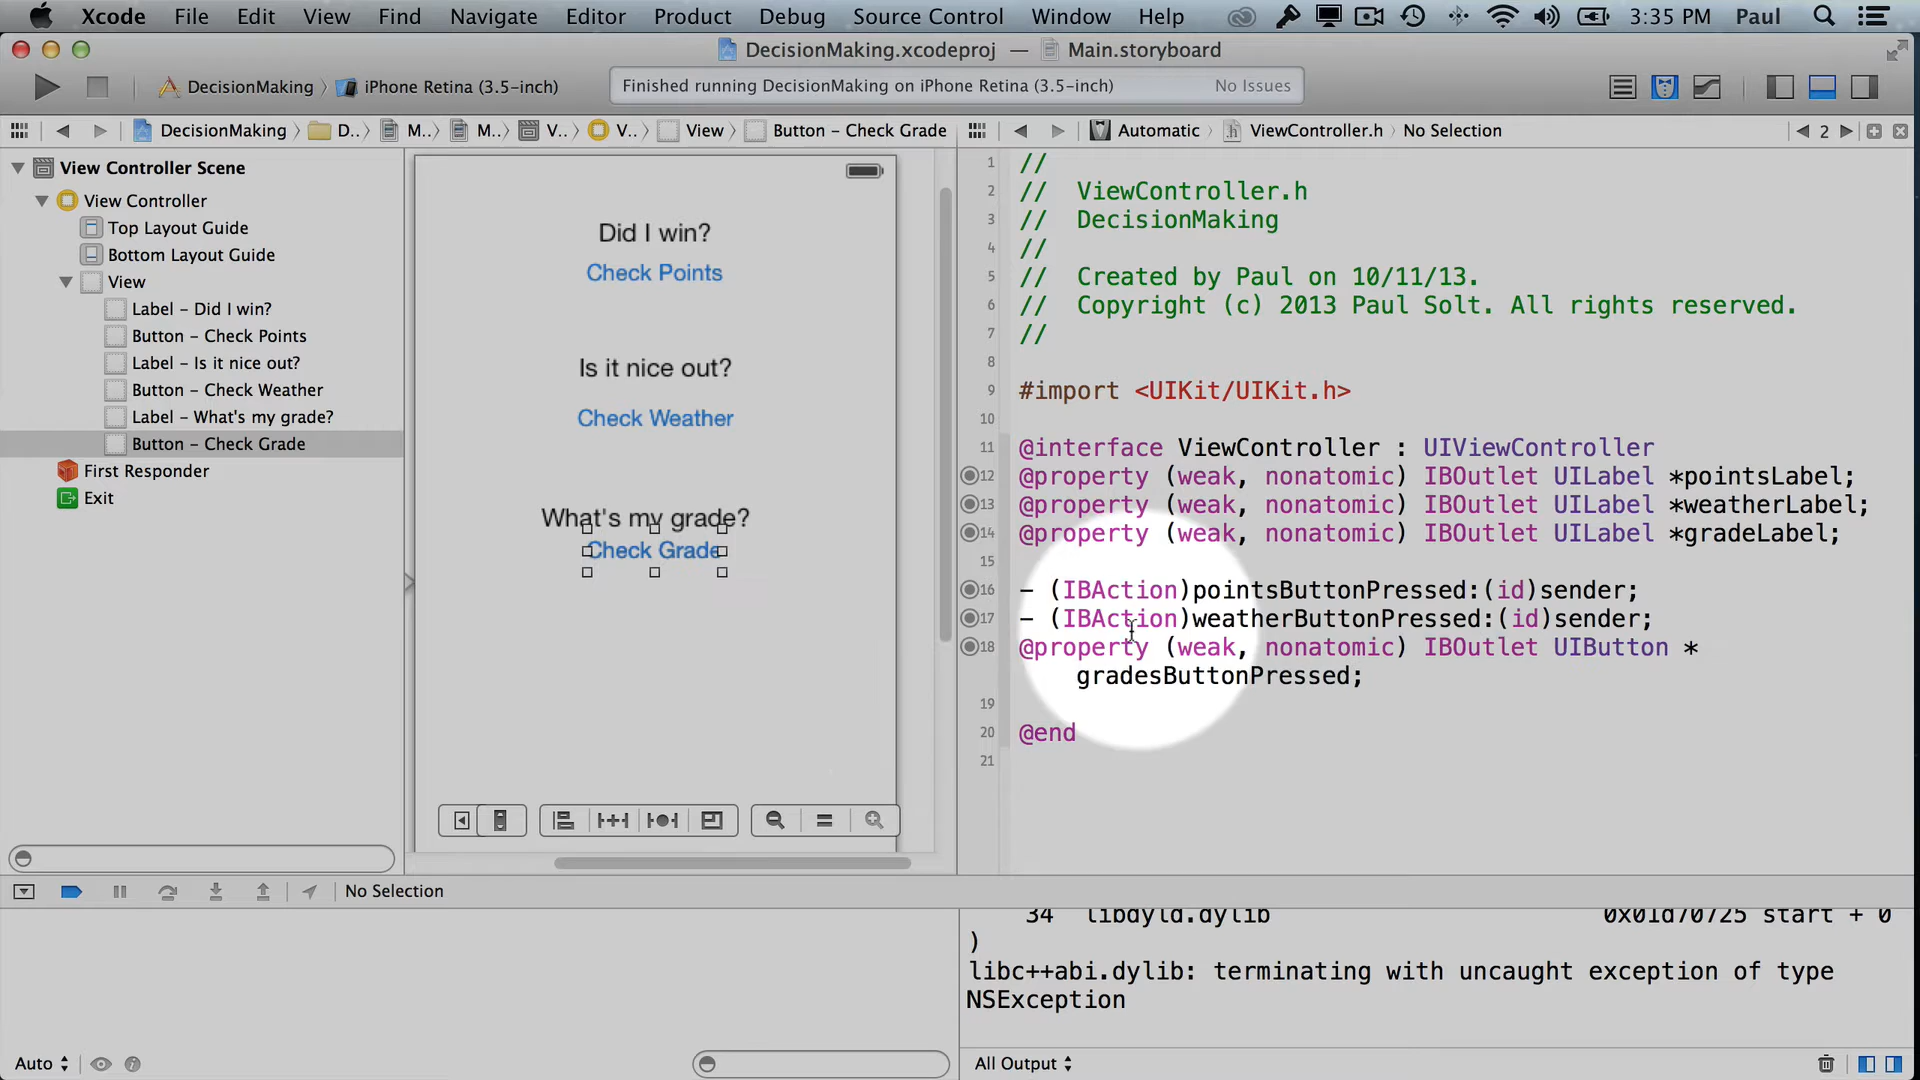 Xcode File Edit View Find Navigate Editor Product Debug Source Control Window Help 3:35 PM Paul
DecisionMaking.xcodeproj — Main.storyboard
DecisionMaking iPhone Retina (3.5-inch) Finished running DecisionMaking on iPhone Retina (3.5-inch) No Issues
DecisionMaking D... M... M... V... V... View Button – Check Grade
Automatic ViewController.h No Selection 2
View Controller Scene
View Controller
Top Layout Guide
Bottom Layout Guide
View
Label – Did I win?
Button – Check Points
Label – Is it nice out?
Button – Check Weather
Label – What's my grade?
Button – Check Grade
First Responder
Exit
Did I win?
Check Points
Is it nice out?
Check Weather
What's my grade?
Check Grade
1 //
2 //  ViewController.h
3 //  DecisionMaking
4 //
5 //  Created by Paul on 10/11/13.
6 //  Copyright (c) 2013 Paul Solt. All rights reserved.
7 //
8
9 #import <UIKit/UIKit.h>
10
11 @interface ViewController : UIViewController
12 @property (weak, nonatomic) IBOutlet UILabel *pointsLabel;
13 @property (weak, nonatomic) IBOutlet UILabel *weatherLabel;
14 @property (weak, nonatomic) IBOutlet UILabel *gradeLabel;
15
16 - (IBAction)pointsButtonPressed:(id)sender;
17 - (IBAction)weatherButtonPressed:(id)sender;
18 @property (weak, nonatomic) IBOutlet UIButton *
gradesButtonPressed;
19
20 @end
21
No Selection
34 libdyld.dylib 0x01d70725 start + 0
)
libc++abi.dylib: terminating with uncaught exception of type
NSException
Auto
All Output